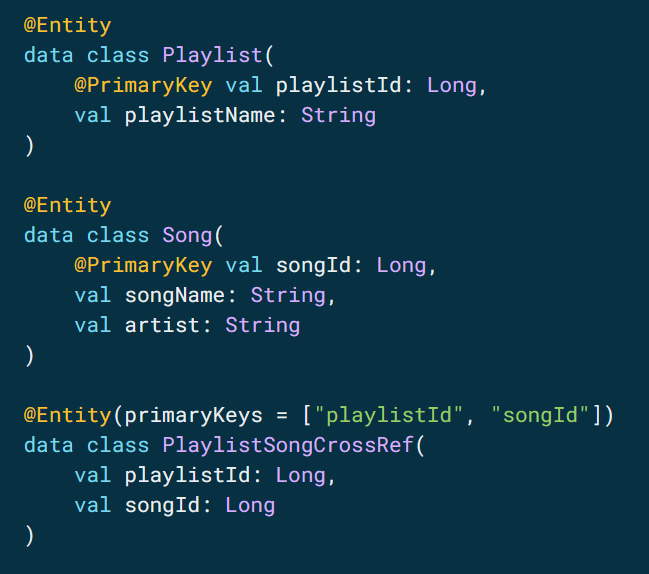 @Entity
data class Playlist(
    @PrimaryKey val playlistId: Long,
    val playlistName: String
)

@Entity
data class Song(
    @PrimaryKey val songId: Long,
    val songName: String,
    val artist: String
)

@Entity(primaryKeys = ["playlistId", "songId"])
data class PlaylistSongCrossRef(
    val playlistId: Long,
    val songId: Long
)